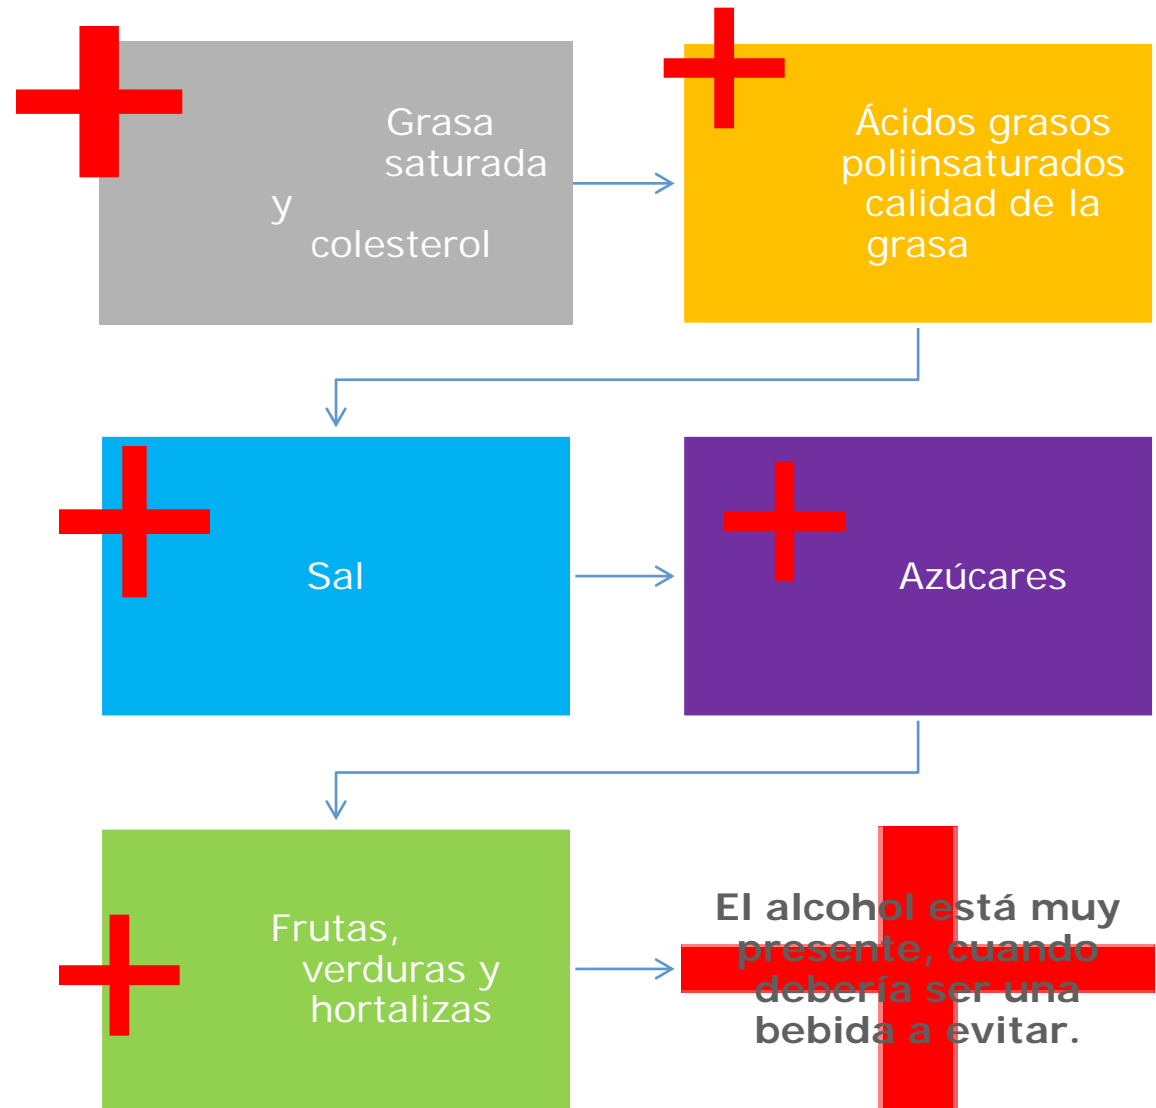 Grasa
saturada
y
colesterol
Ácidos grasos
poliinsaturados
calidad de la
grasa
Sal
Azúcares
Frutas,
verduras y
hortalizas
El alcohol está muy
presente, cuando
debería ser una
bebida a evitar.